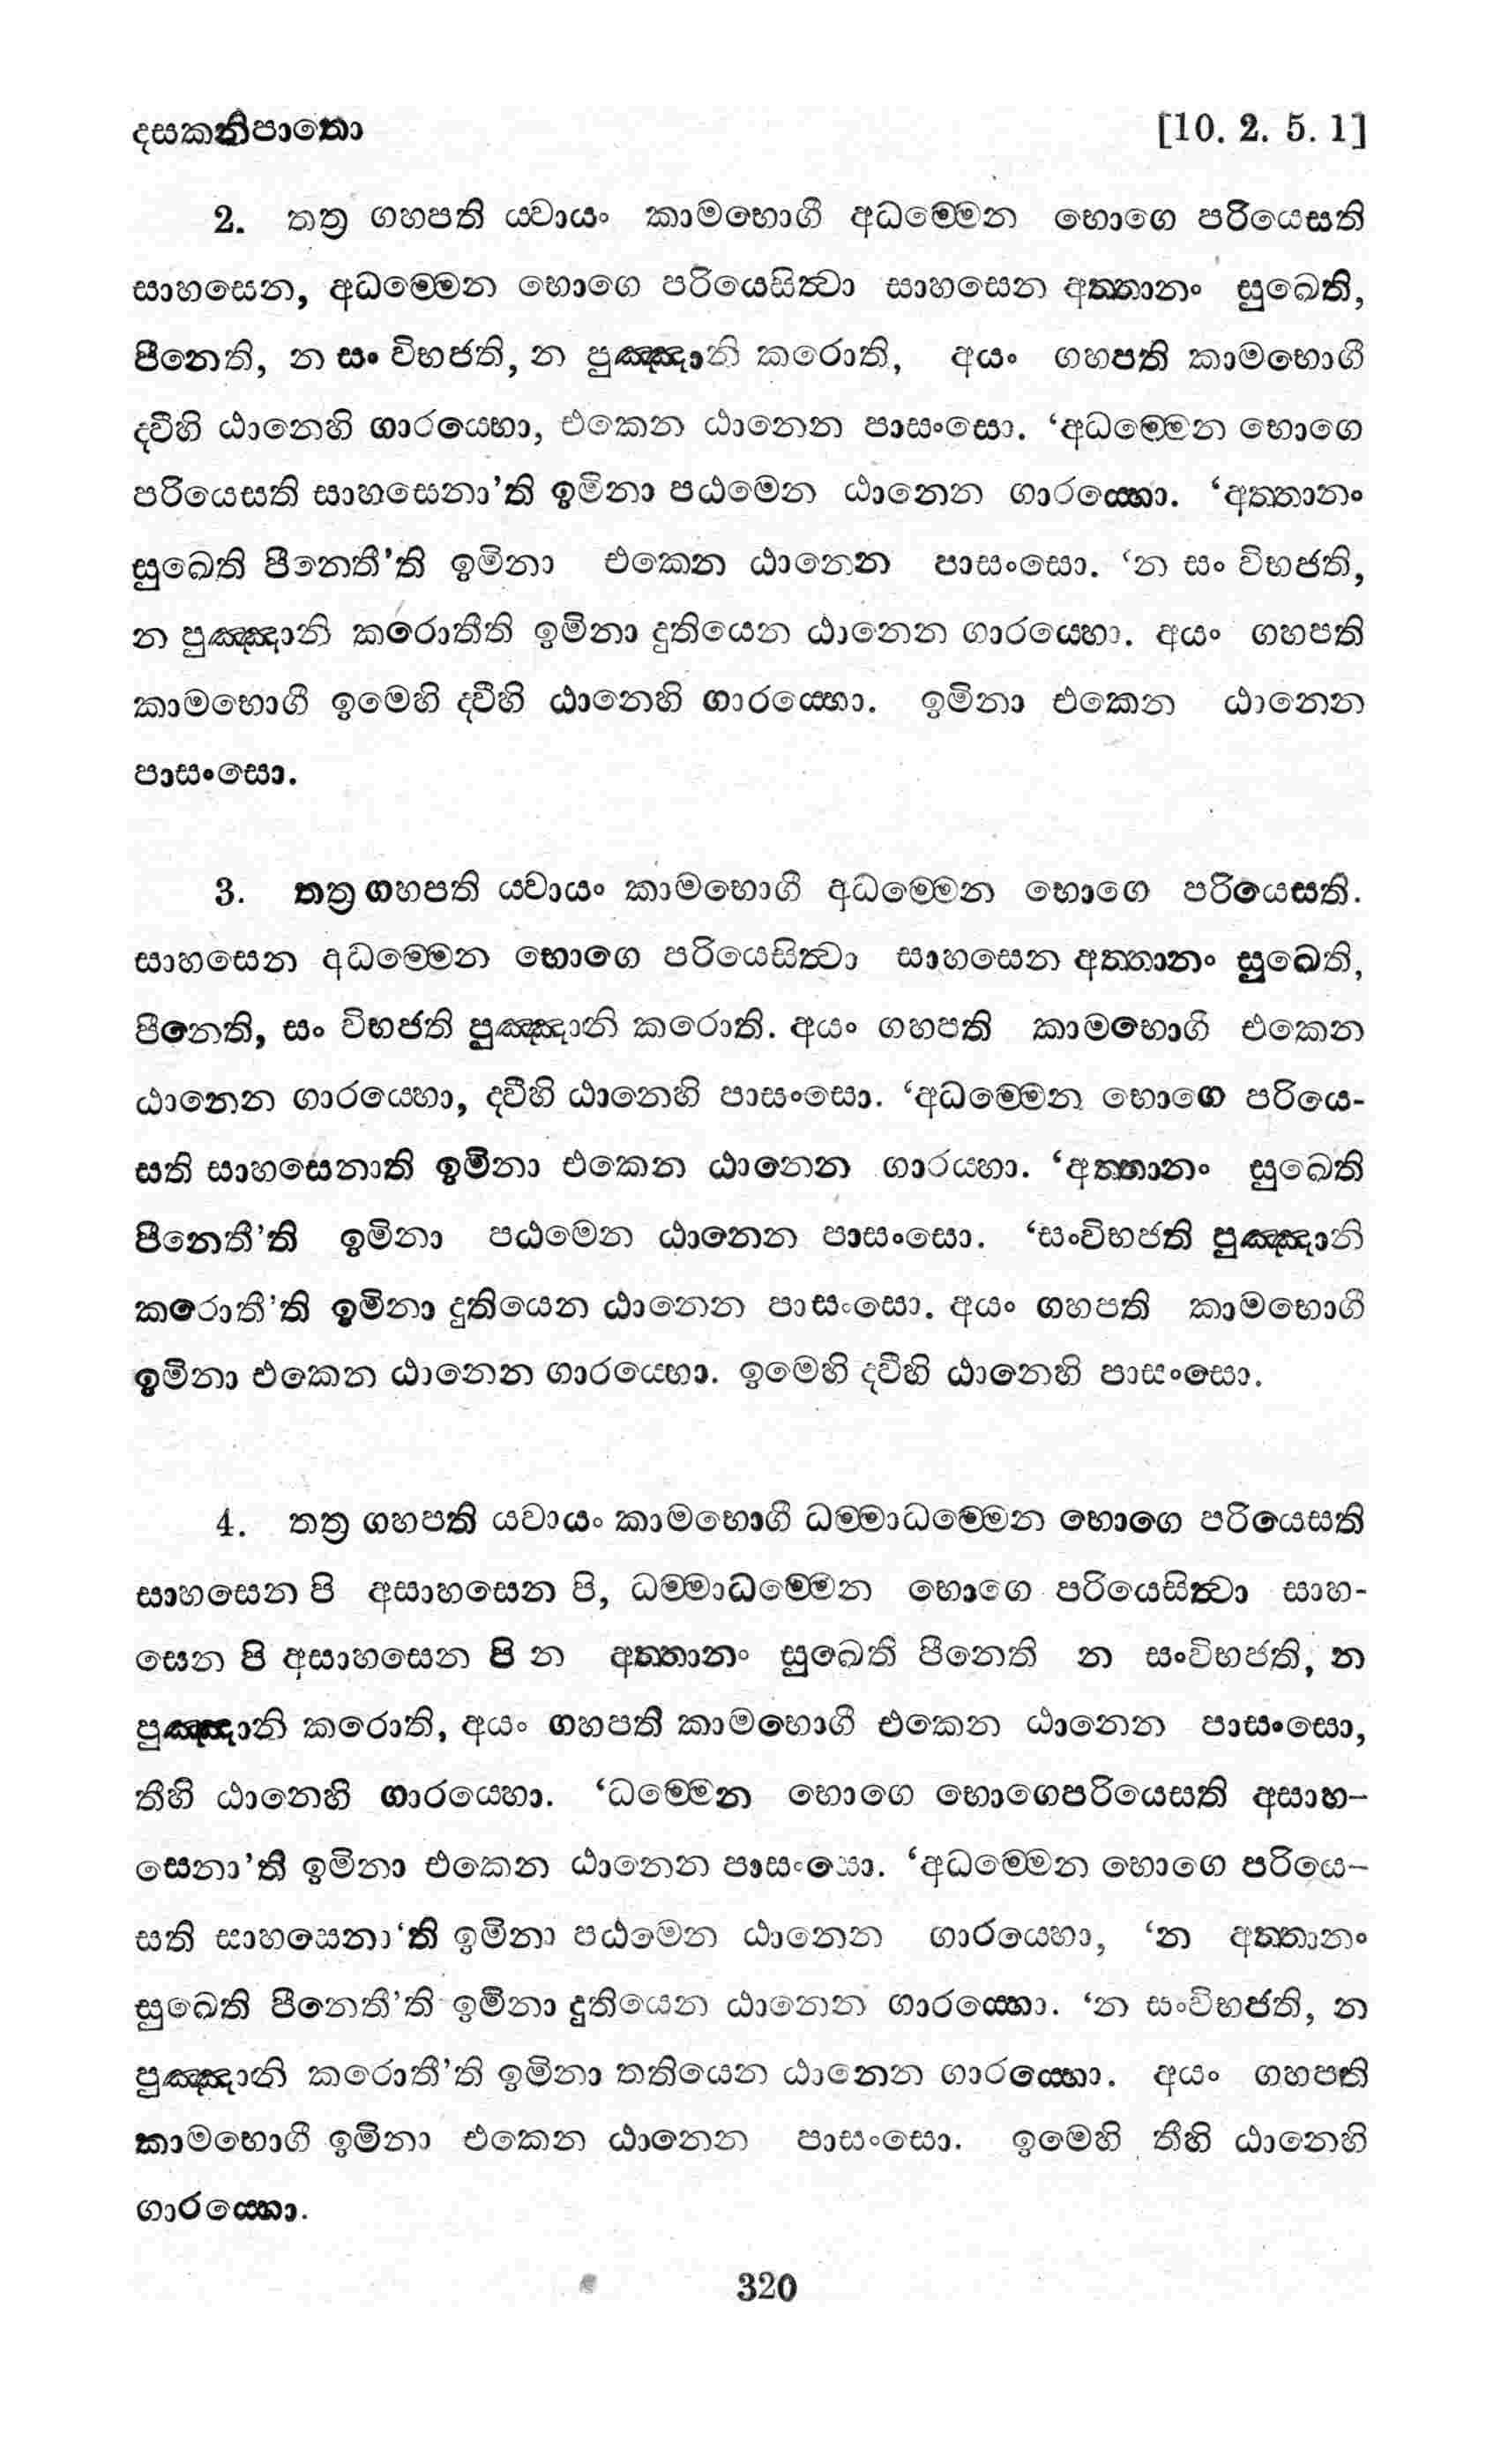 දසකනිපාතො [10. 2. 5. 1]
2. තත්‍ර ගහපති යවායං කාමභොගී අධම්මෙන භොගෙ පරියෙසති
සාහසෙන, අධම්මෙන භොගෙ පරියෙසිත්‍වා සාහසෙන අත්තානං සුඛෙති,
පීනෙති, න සං විභජති, න පුඤ්ඤානි කරොති, අයං ගහපති කාමභොගී
ද්වීහි ඨානෙහි ගාරය්හො, එකෙන ඨානෙන පාසංසො. ‘අධම්මෙන භොගෙ
පරියෙසති සාහසෙනා’ති ඉමිනා පඨමෙන ඨානෙන ගාරය්හො. ‘අත්තානං
සුඛෙති පීනෙතී’ති ඉමිනා එකෙන ඨානෙන පාසංසො. ‘න සං විභජති,
න පුඤ්ඤානි කරොතීති ඉමිනා දුතියෙන ඨානෙන ගාරය්හො. අයං ගහපති
කාමභොගී ඉමෙහි ද්වීහි ඨානෙහි ගාරය්හො. ඉමිනා එකෙන ඨානෙන
පාසංසො.
3. තත්‍ර ගහපති යවායං කාමභොගී අධම්මෙන භොගෙ පරියෙසති.
සාහසෙන අධම්මෙන භොගෙ පරියෙසිත්‍වා සාහසෙන අත්තානං සුඛෙති,
පීනෙති, සං විභජති පුඤ්ඤානි කරොති. අයං ගහපති කාමභොගී එකෙන
ඨානෙන ගාරය්හො, ද්වීහි ඨානෙහි පාසංසො. ‘අධම්මෙන භොගෙ පරියෙ-
සති සාහසෙනාති ඉමිනා එකෙන ඨානෙන ගාරයහා. ‘අත්තානං සුඛෙති
පීනෙතී’ති ඉමිනා පඨමෙන ඨානෙන පාසංසො. ‘සංවිභජති පුඤ්ඤානි
කරොතී’ති ඉමිනා දුතියෙන ඨානෙන පාසංසො. අයං ගහපති කාමභොගී
ඉමිනා එකෙන ඨානෙන ගාරය්හො. ඉමෙහි ද්වීහි ඨානෙහි පාසංසො.
4. තත්‍ර ගහපති යවායං කාමභොගී ධම්මාධම්මෙන භොගෙ පරියෙසති
සාහසෙන පි අසාහසෙන පි, ධම්මාධම්මෙන භොගෙ පරියෙසිත්‍වා සාහ-
සෙන පි අසාහසෙන පි න අත්තානං සුඛෙති පීනෙති න සංවිභජති, න
පුඤ්ඤානි කරොති, අයං ගහපති කාමභොගී එකෙන ඨානෙන පාසංසො,
තීහි ඨානෙහි ගාරය්හො. ‘ධම්මෙන භොගෙ භොගෙපරියෙසති අසාහ-
සෙනා’ති ඉමිනා එකෙන ඨානෙන පාසංසො. ‘අධම්මෙන භොගෙ පරියෙ-
සති සාහසෙනා‘ති ඉමිනා පඨමෙන ඨානෙන ගාරය්හො, ‘න අත්තානං
සුඛෙති පීනෙතී’ති ඉමිනා දුතියෙන ඨානෙන ගාරය්හො. ‘න සංවිභජති, න
පුඤ්ඤානි කරොතී’ති ඉමිනා තතියෙන ඨානෙන ගාරය්හො. අයං ගහපති
කාමභොගී ඉමිනා එකෙන ඨානෙන පාසංසො. ඉමෙහි තීහි ඨානෙහි
ගාරය්හො.
320